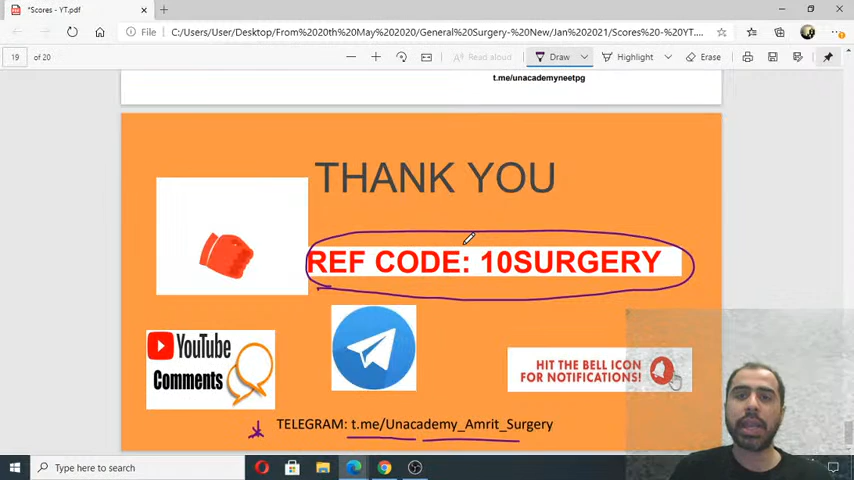 *Scores - YT.pdf
File
C:/Users/User/Desktop/From%2020th%20May%202020/General%20Surgery-%20New/Jan%202021/Scores%20-%20YT....
19 of 20
Read aloud
Draw
Highlight
Erase
t.me/unacademyneetpg
THANK YOU
REF CODE: 10SURGERY
YouTube
Comments
HIT THE BELL ICON
FOR NOTIFICATIONS!
TELEGRAM: t.me/Unacademy_Amrit_Surgery
Type here to search